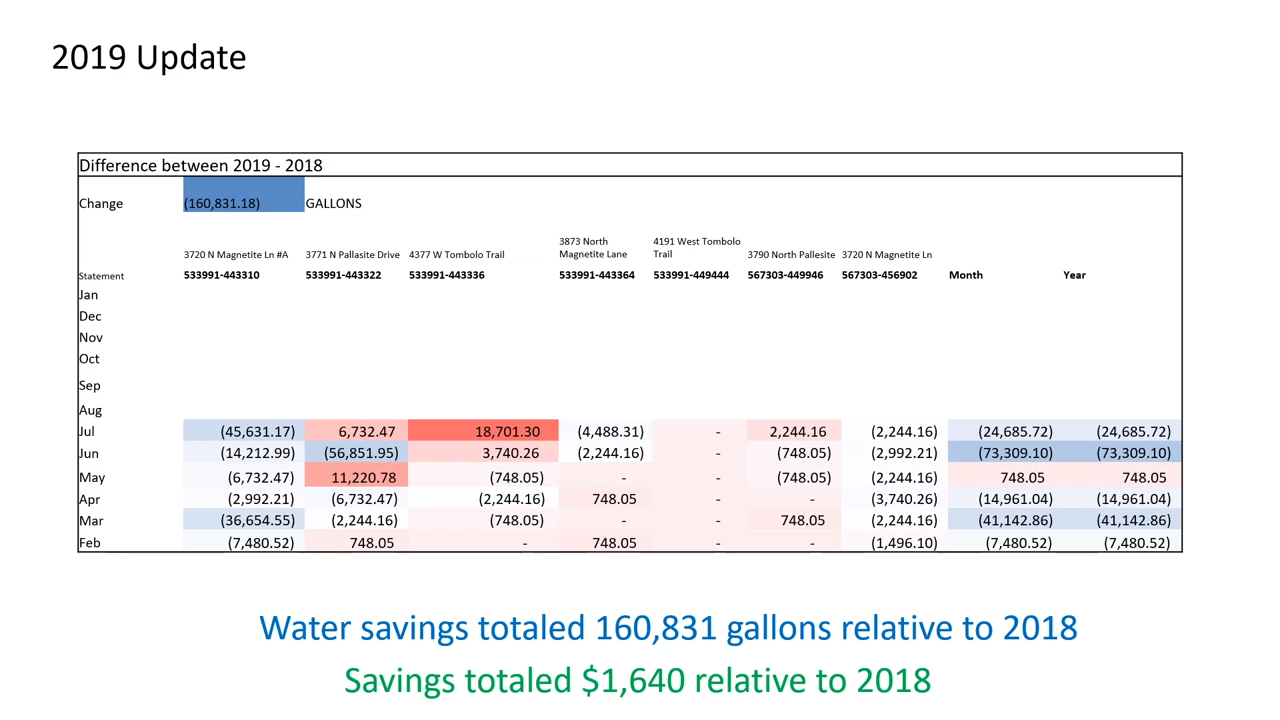 2019 Update
Difference between 2019 - 2018
Change (160,831.18) GALLONS
3720 N Magnetite Ln #A 3771 N Pallasite Drive 4377 W Tombolo Trail 3873 North Magnetite Lane 4191 West Tombolo Trail 3790 North Pallesite 3720 N Magnetite Ln
Statement 533991-443310 533991-443322 533991-443336 533991-443364 533991-449444 567303-449946 567303-456902 Month Year
Jan
Dec
Nov
Oct
Sep
Aug
Jul (45,631.17) 6,732.47 18,701.30 (4,488.31) - 2,244.16 (2,244.16) (24,685.72) (24,685.72)
Jun (14,212.99) (56,851.95) 3,740.26 (2,244.16) - (748.05) (2,992.21) (73,309.10) (73,309.10)
May (6,732.47) 11,220.78 (748.05) - - (748.05) (2,244.16) 748.05 748.05
Apr (2,992.21) (6,732.47) (2,244.16) 748.05 - - (3,740.26) (14,961.04) (14,961.04)
Mar (36,654.55) (2,244.16) (748.05) - - 748.05 (2,244.16) (41,142.86) (41,142.86)
Feb (7,480.52) 748.05 - 748.05 - - (1,496.10) (7,480.52) (7,480.52)
Water savings totaled 160,831 gallons relative to 2018
Savings totaled $1,640 relative to 2018